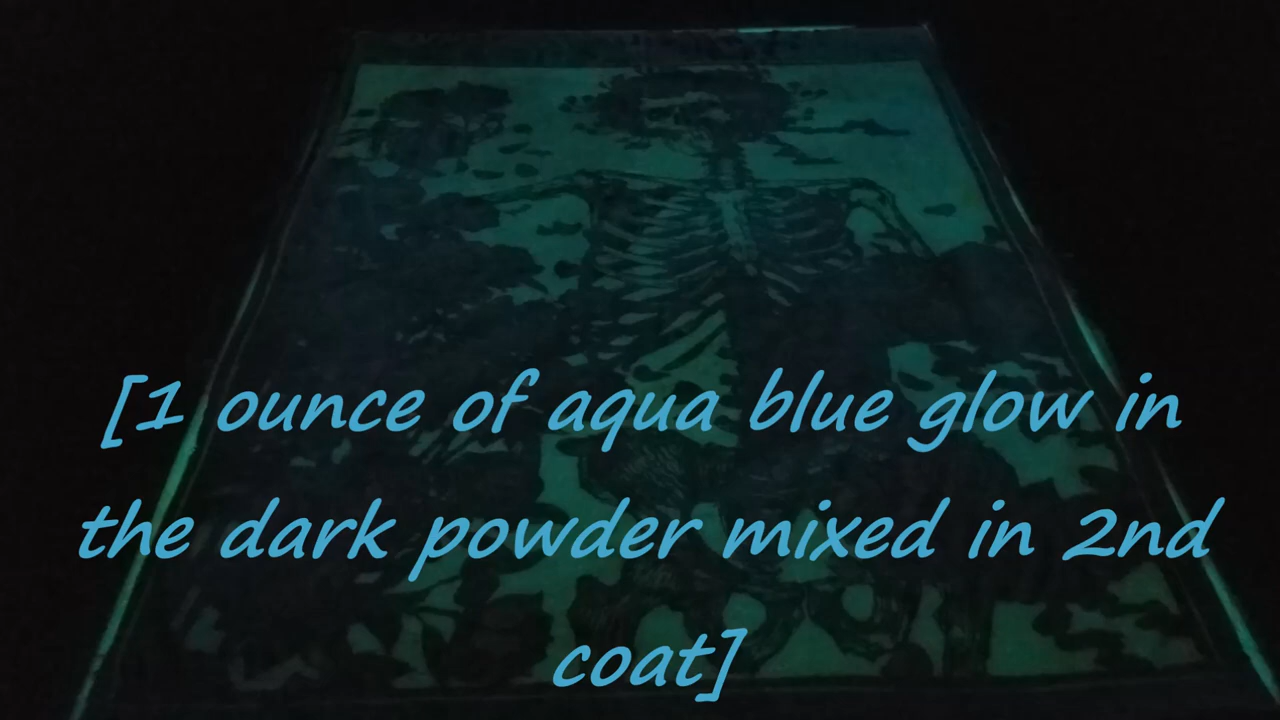 [1 ounce of aqua blue glow in
the dark powder mixed in 2nd
coat]